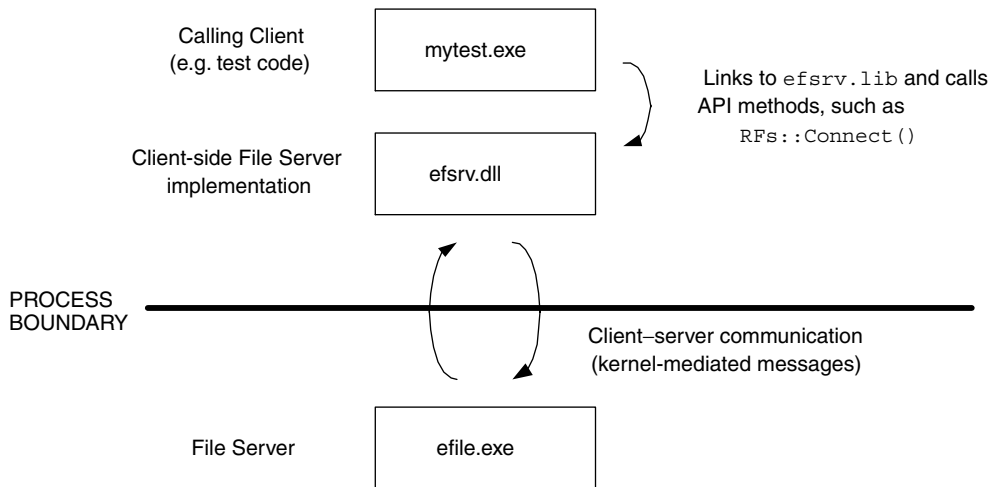 Calling Client
(e.g. test code)
mytest.exe
Links to efsrv.lib and calls
API methods, such as
RFs::Connect()
Client-side File Server
implementation
efsrv.dll
PROCESS
BOUNDARY
Client–server communication
(kernel-mediated messages)
File Server
efile.exe